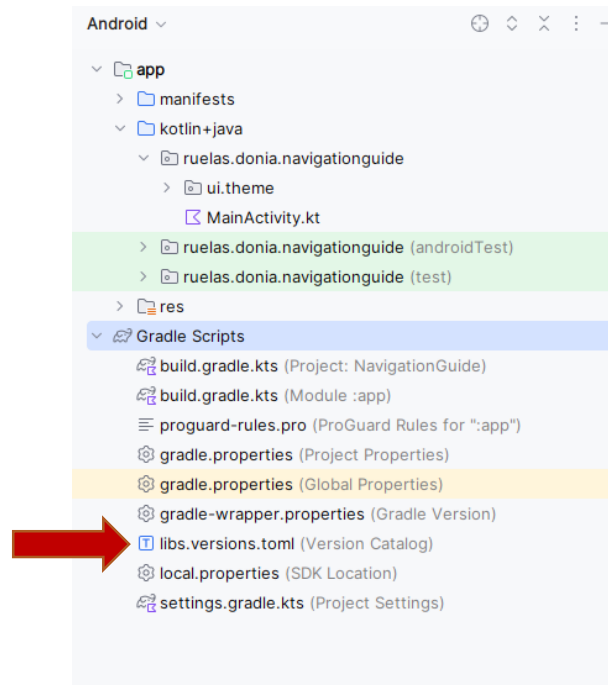 Android
app
manifests
kotlin+java
ruelas.donia.navigationguide
ui.theme
MainActivity.kt
ruelas.donia.navigationguide (androidTest)
ruelas.donia.navigationguide (test)
res
Gradle Scripts
build.gradle.kts (Project: NavigationGuide)
build.gradle.kts (Module :app)
proguard-rules.pro (ProGuard Rules for ":app")
gradle.properties (Project Properties)
gradle.properties (Global Properties)
gradle-wrapper.properties (Gradle Version)
libs.versions.toml (Version Catalog)
local.properties (SDK Location)
settings.gradle.kts (Project Settings)